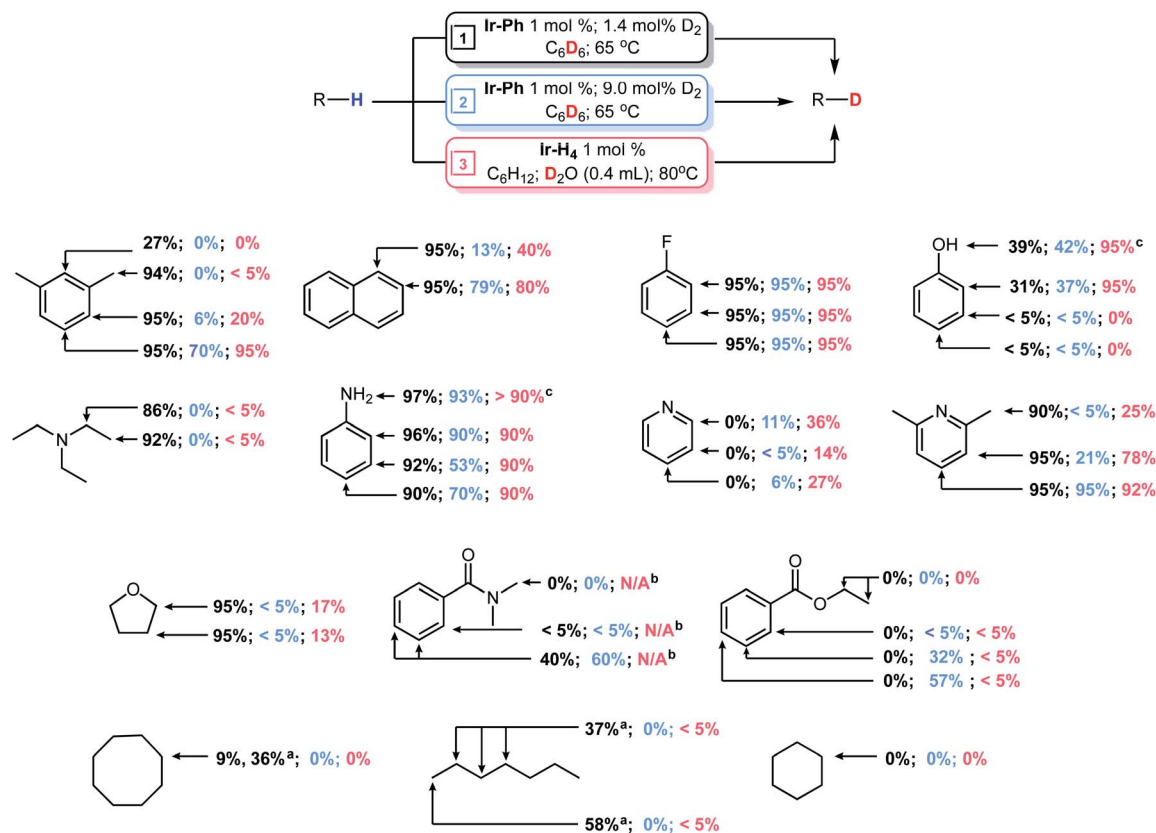 1 Ir-Ph 1 mol %; 1.4 mol% D₂
C₆D₆; 65 ºC
R—H
2 Ir-Ph 1 mol %; 9.0 mol% D₂
C₆D₆; 65 ºC
R—D
3 Ir-H₄ 1 mol %
C₆H₁₂; D₂O (0.4 mL); 80ºC
27%; 0%; 0%
94%; 0%; < 5%
95%; 6%; 20%
95%; 70%; 95%
95%; 13%; 40%
95%; 79%; 80%
F
95%; 95%; 95%
95%; 95%; 95%
95%; 95%; 95%
OH
39%; 42%; 95%ᶜ
31%; 37%; 95%
< 5%; < 5%; 0%
< 5%; < 5%; 0%
N
86%; 0%; < 5%
92%; 0%; < 5%
NH₂
97%; 93%; > 90%ᶜ
96%; 90%; 90%
92%; 53%; 90%
90%; 70%; 90%
N
0%; 11%; 36%
0%; < 5%; 14%
0%; 6%; 27%
N
90%; < 5%; 25%
95%; 21%; 78%
95%; 95%; 92%
O
95%; < 5%; 17%
95%; < 5%; 13%
O
N
0%; 0%; N/Aᵇ
< 5%; < 5%; N/Aᵇ
40%; 60%; N/Aᵇ
O
O
0%; 0%; 0%
0%; < 5%; < 5%
0%; 32% ; < 5%
0%; 57% ; < 5%
9%, 36%ᵃ; 0%; 0%
37%ᵃ; 0%; < 5%
58%ᵃ; 0%; < 5%
0%; 0%; 0%